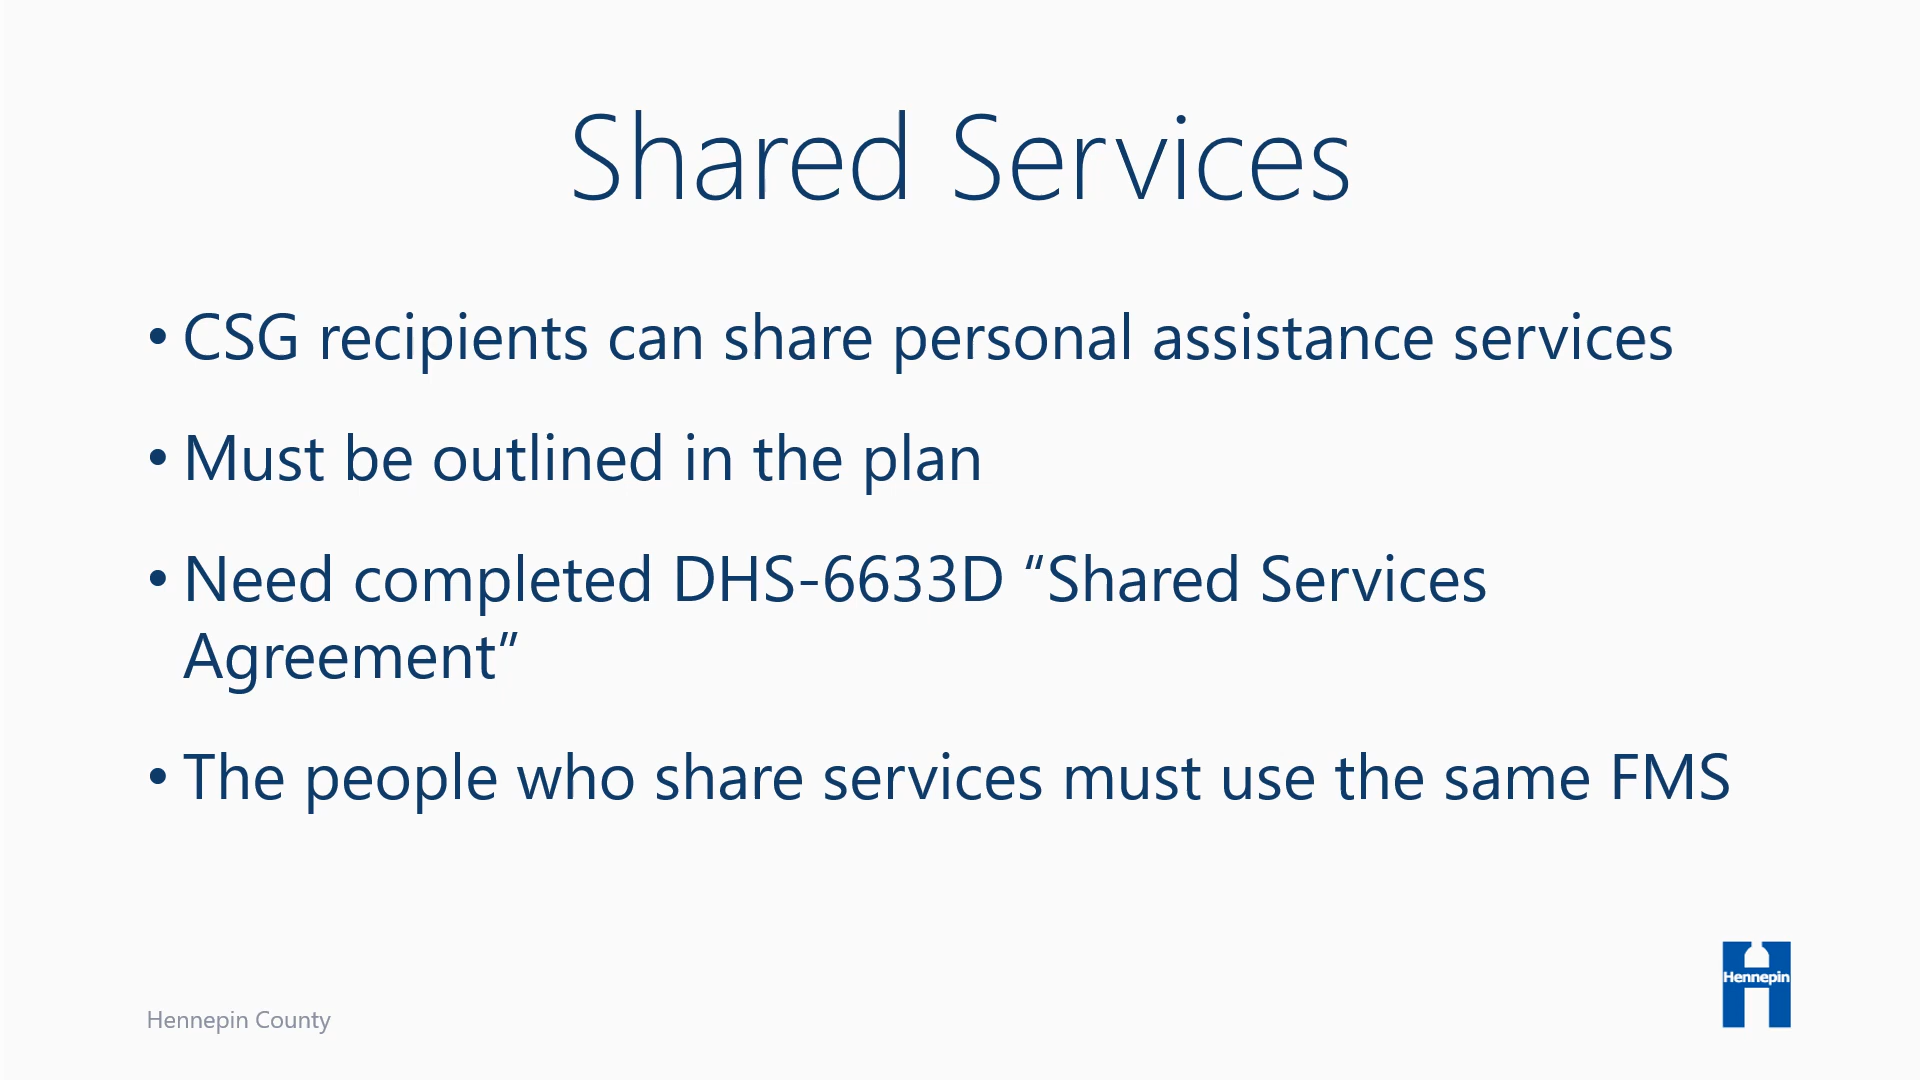 Shared Services
• CSG recipients can share personal assistance services
• Must be outlined in the plan
• Need completed DHS-6633D “Shared Services
Agreement”
• The people who share services must use the same FMS
Hennepin
Hennepin County